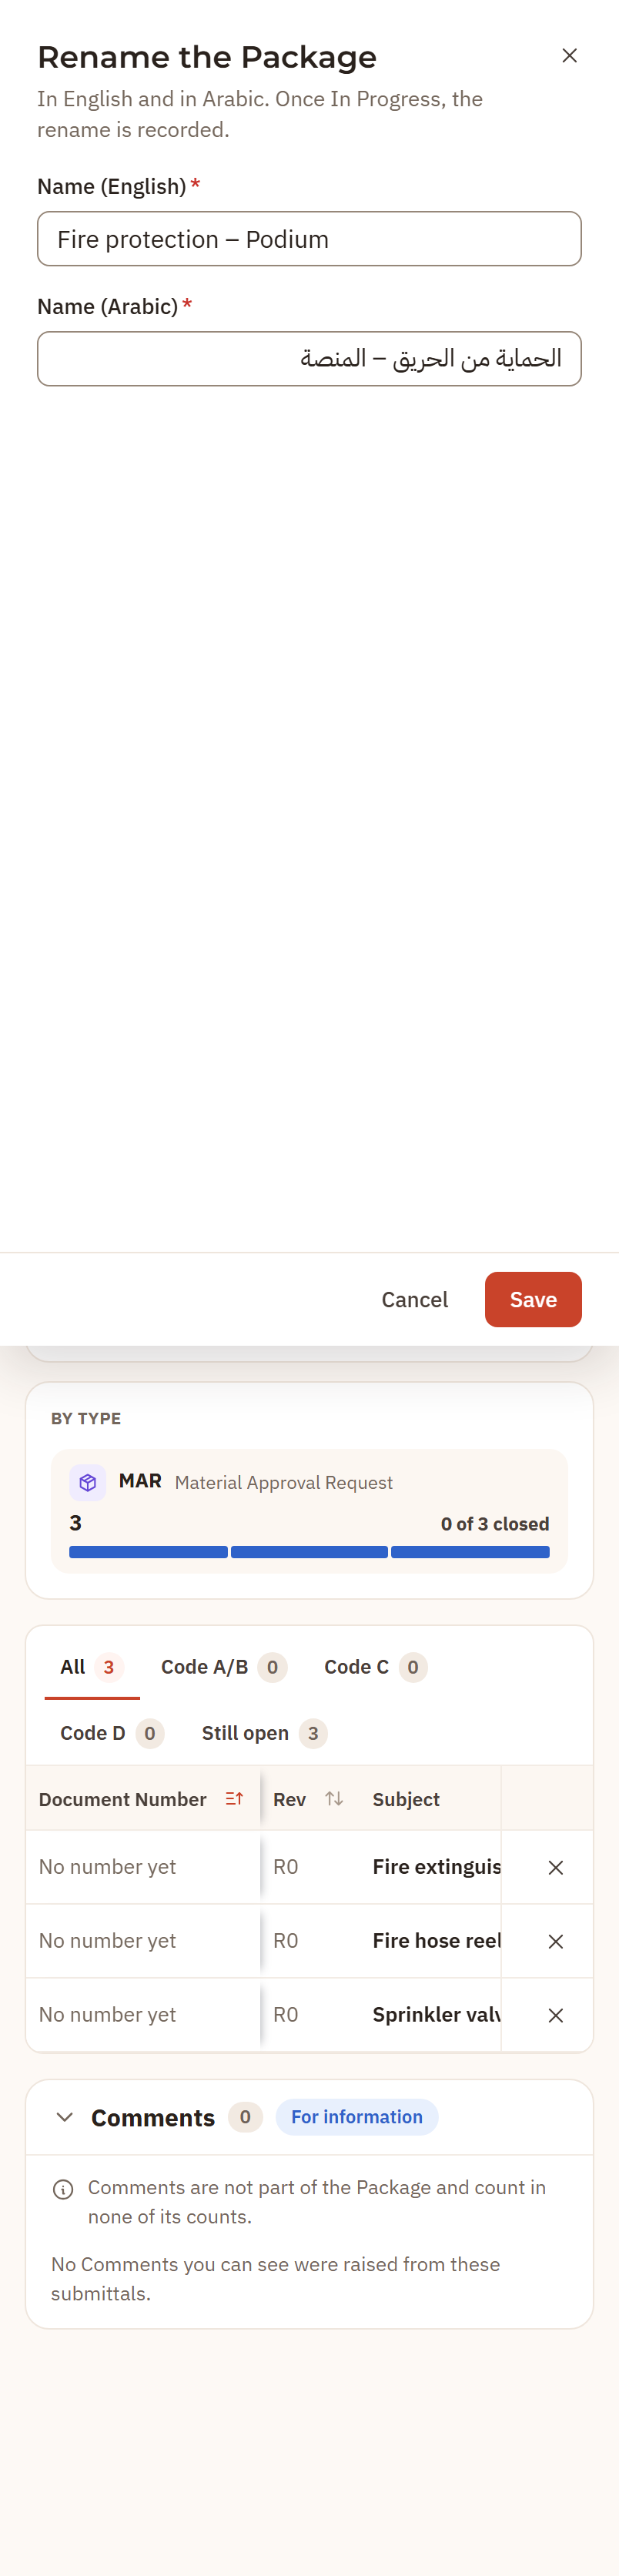 Rename the Package
In English and in Arabic. Once In Progress, the
rename is recorded.
Name (English) *
Fire protection – Podium
Name (Arabic) *
الحماية من الحريق – المنصة
Cancel
Save
BY TYPE
MAR Material Approval Request
3 0 of 3 closed
All 3 Code A/B 0 Code C 0
Code D 0 Still open 3
Document Number Rev Subject
No number yet R0 Fire extinguis
No number yet R0 Fire hose reel
No number yet R0 Sprinkler valv
Comments 0 For information
Comments are not part of the Package and count in
none of its counts.
No Comments you can see were raised from these
submittals.